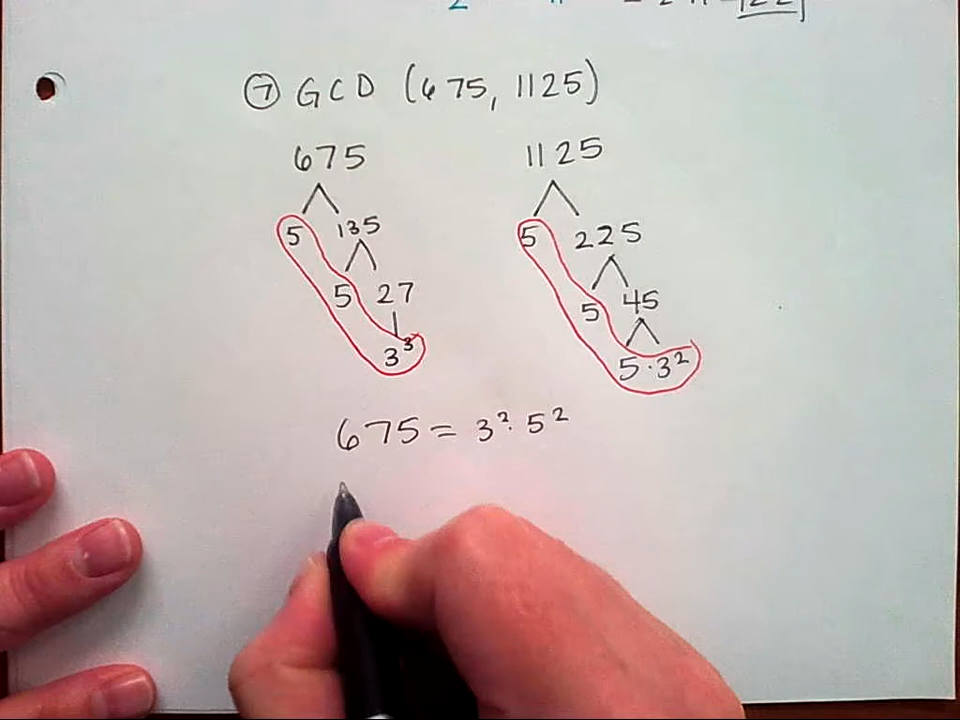 ⑦ GCD (675, 1125)
675 1125
5 135 5 225
5 27 5 45
3³ 5·3²
675 = 3²· 5²